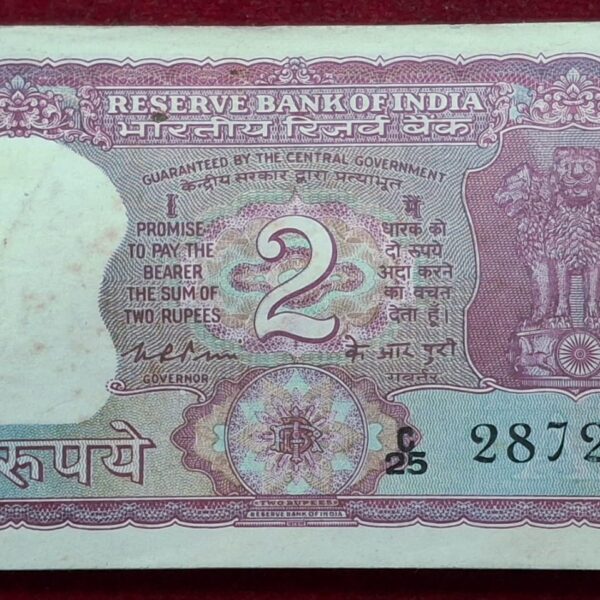 RESERVE BANK OF INDIA
भारतीय रिज़र्व बैंक
GUARANTEED BY THE CENTRAL GOVERNMENT
केन्द्रीय सरकार द्वारा प्रत्याभूत
I
PROMISE
TO PAY THE
BEARER
THE SUM OF
TWO RUPEES
2
मैं
धारक को
दो रुपये
अदा करने
का वचन
देता हूं।
GOVERNOR
के आर पुरी
गवर्नर
रूपये
C/25 2872
TWO RUPEES
RESERVE BANK OF INDIA